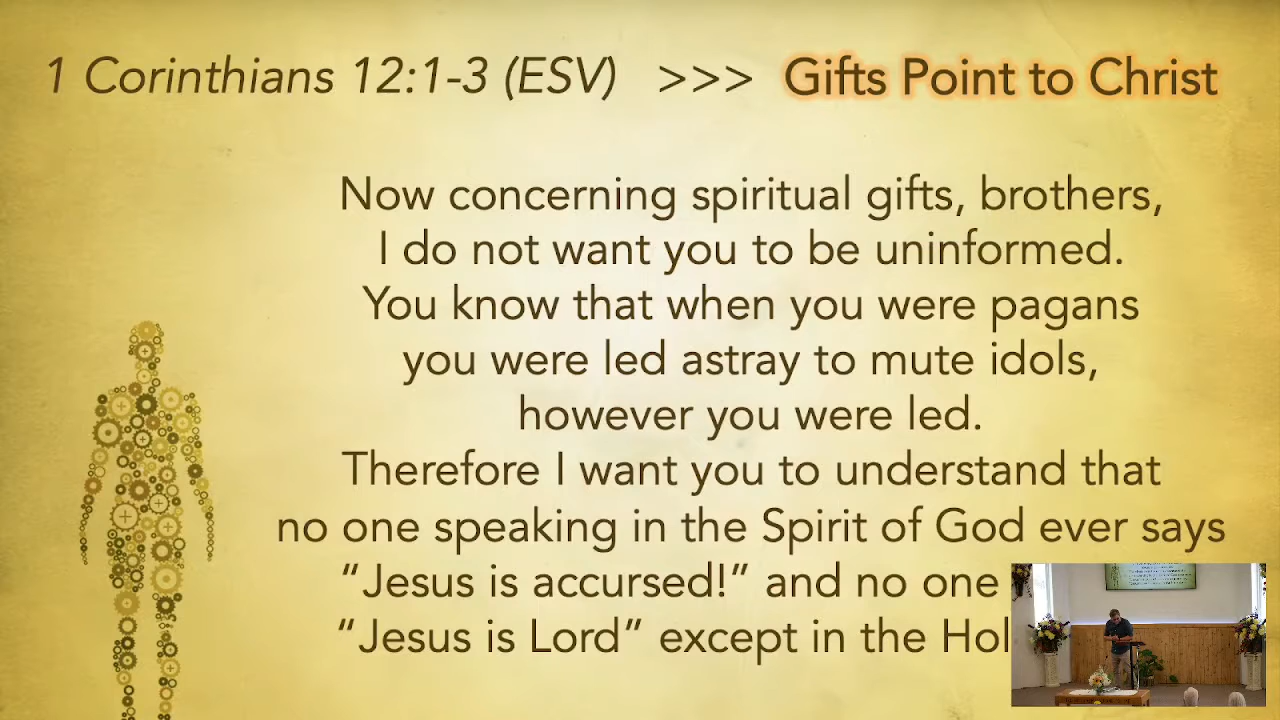 1 Corinthians 12:1-3 (ESV) >>> Gifts Point to Christ
Now concerning spiritual gifts, brothers,
I do not want you to be uninformed.
You know that when you were pagans
you were led astray to mute idols,
however you were led.
Therefore I want you to understand that
no one speaking in the Spirit of God ever says
“Jesus is accursed!” and no one
“Jesus is Lord” except in the